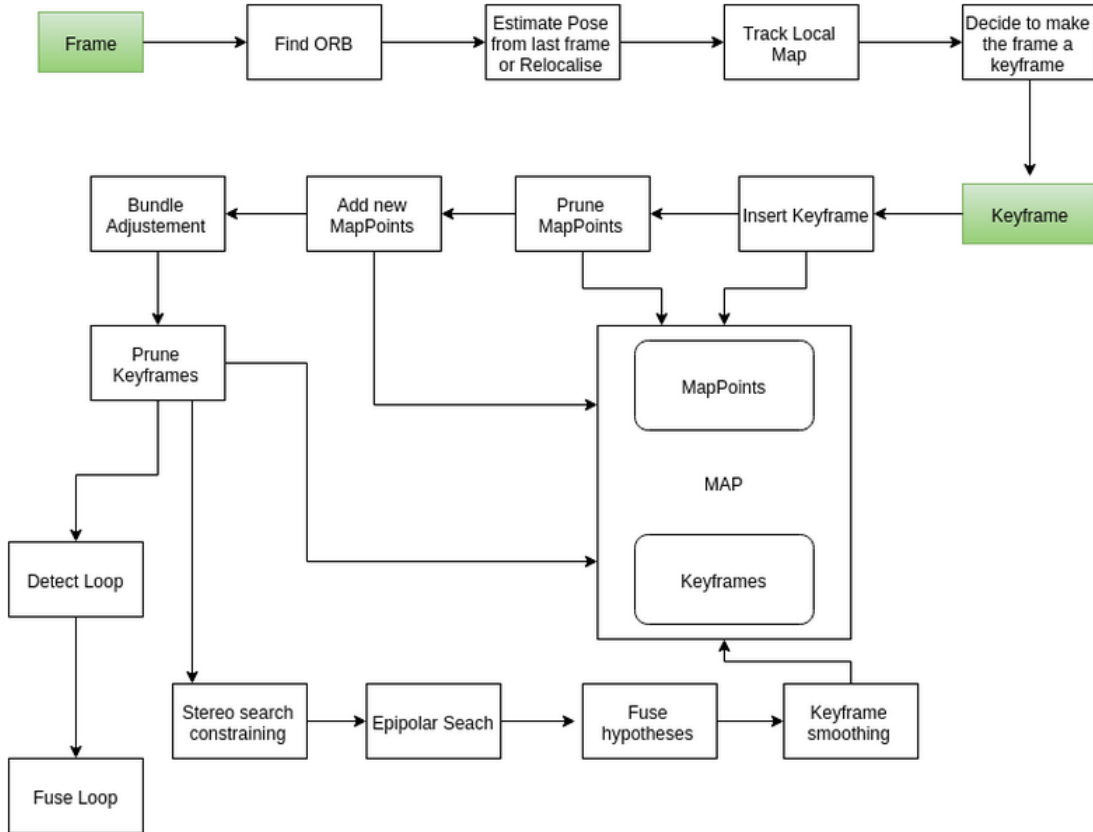 Frame
Find ORB
Estimate Pose
from last frame
or Relocalise
Track Local
Map
Decide to make
the frame a
keyframe
Bundle
Adjustement
Add new
MapPoints
Prune
MapPoints
Insert Keyframe
Keyframe
Prune
Keyframes
MapPoints
MAP
Keyframes
Detect Loop
Stereo search
constraining
Epipolar Seach
Fuse
hypotheses
Keyframe
smoothing
Fuse Loop